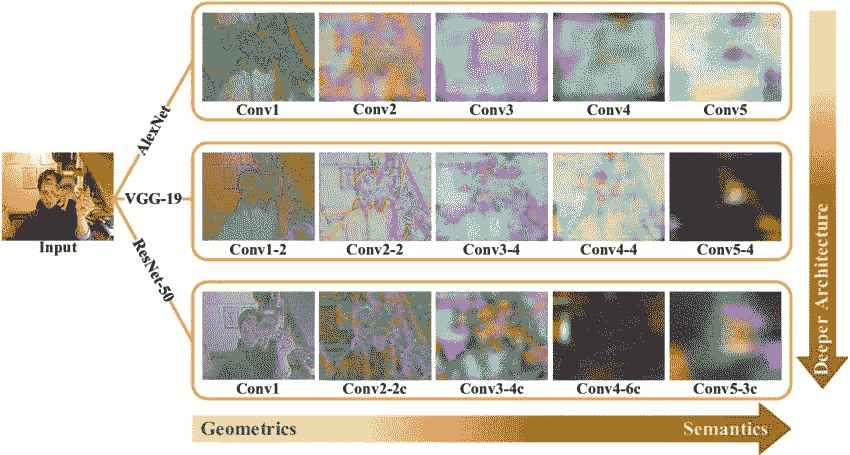 Conv1 Conv2 Conv3 Conv4 Conv5
AlexNet
VGG-19
Input
Conv1-2 Conv2-2 Conv3-4 Conv4-4 Conv5-4
ResNet-50
Conv1 Conv2-2c Conv3-4c Conv4-6c Conv5-3c
Geometrics Semantics
Deeper Architecture